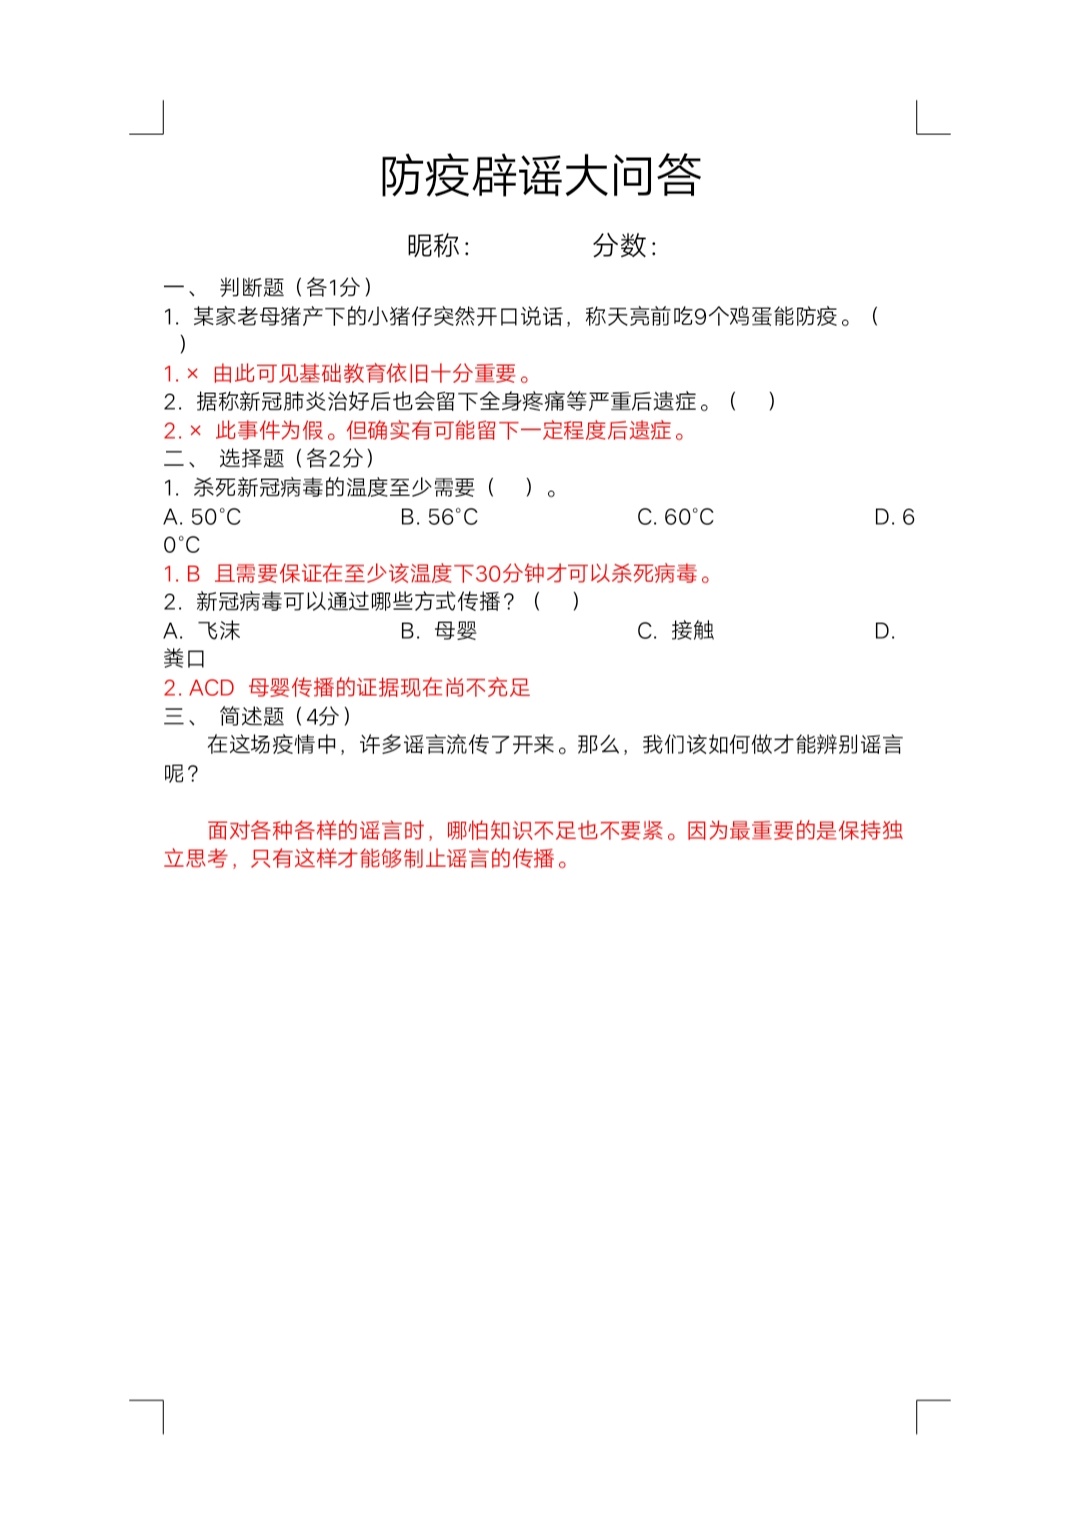 防疫辟谣大问答
昵称: 分数:
一、 判断题（各1分）
1. 某家老母猪产下的小猪仔突然开口说话，称天亮前吃9个鸡蛋能防疫。（
）
1. × 由此可见基础教育依旧十分重要。
2. 据称新冠肺炎治好后也会留下全身疼痛等严重后遗症。（ ）
2. × 此事件为假。但确实有可能留下一定程度后遗症。
二、 选择题（各2分）
1. 杀死新冠病毒的温度至少需要（ ）。
A. 50°C B. 56°C C. 60°C D. 6
0°C
1. B 且需要保证在至少该温度下30分钟才可以杀死病毒。
2. 新冠病毒可以通过哪些方式传播？（ ）
A. 飞沫 B. 母婴 C. 接触 D.
粪口
2. ACD 母婴传播的证据现在尚不充足
三、 简述题（4分）
在这场疫情中，许多谣言流传了开来。那么，我们该如何做才能辨别谣言
呢？
面对各种各样的谣言时，哪怕知识不足也不要紧。因为最重要的是保持独
立思考，只有这样才能够制止谣言的传播。